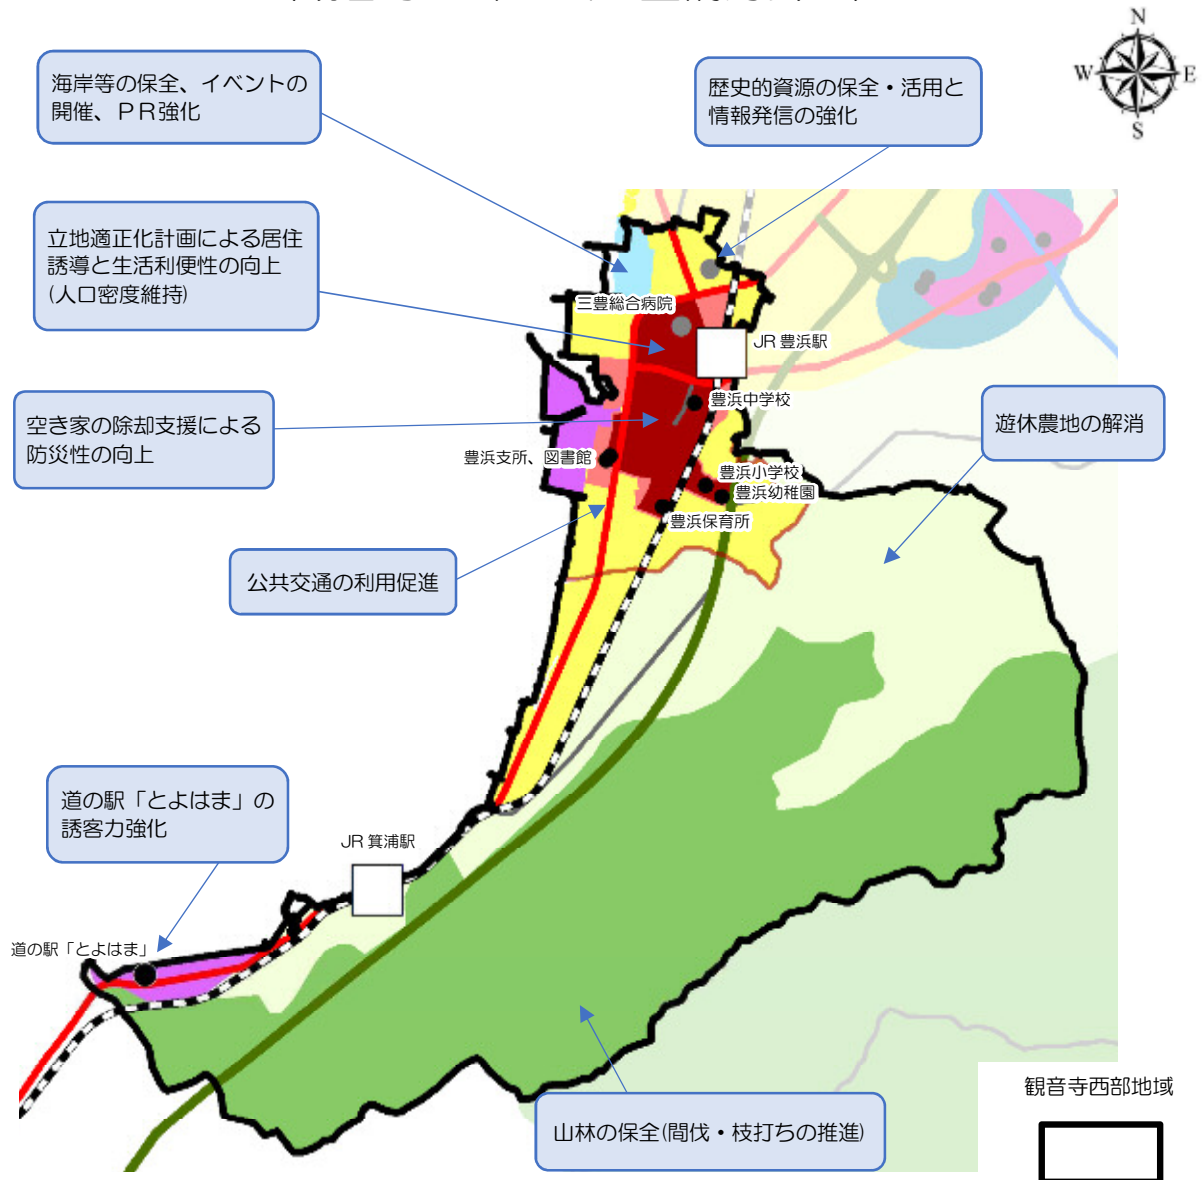 N
W
E
S
海岸等の保全、イベントの
開催、ＰＲ強化
歴史的資源の保全・活用と
情報発信の強化
立地適正化計画による居住
誘導と生活利便性の向上
(人口密度維持)
三豊総合病院
JR 豊浜駅
空き家の除却支援による
防災性の向上
豊浜中学校
遊休農地の解消
豊浜支所、図書館
豊浜小学校
豊浜幼稚園
豊浜保育所
公共交通の利用促進
道の駅「とよはま」の
誘客力強化
JR 箕浦駅
道の駅「とよはま」
山林の保全(間伐・枝打ちの推進)
観音寺西部地域